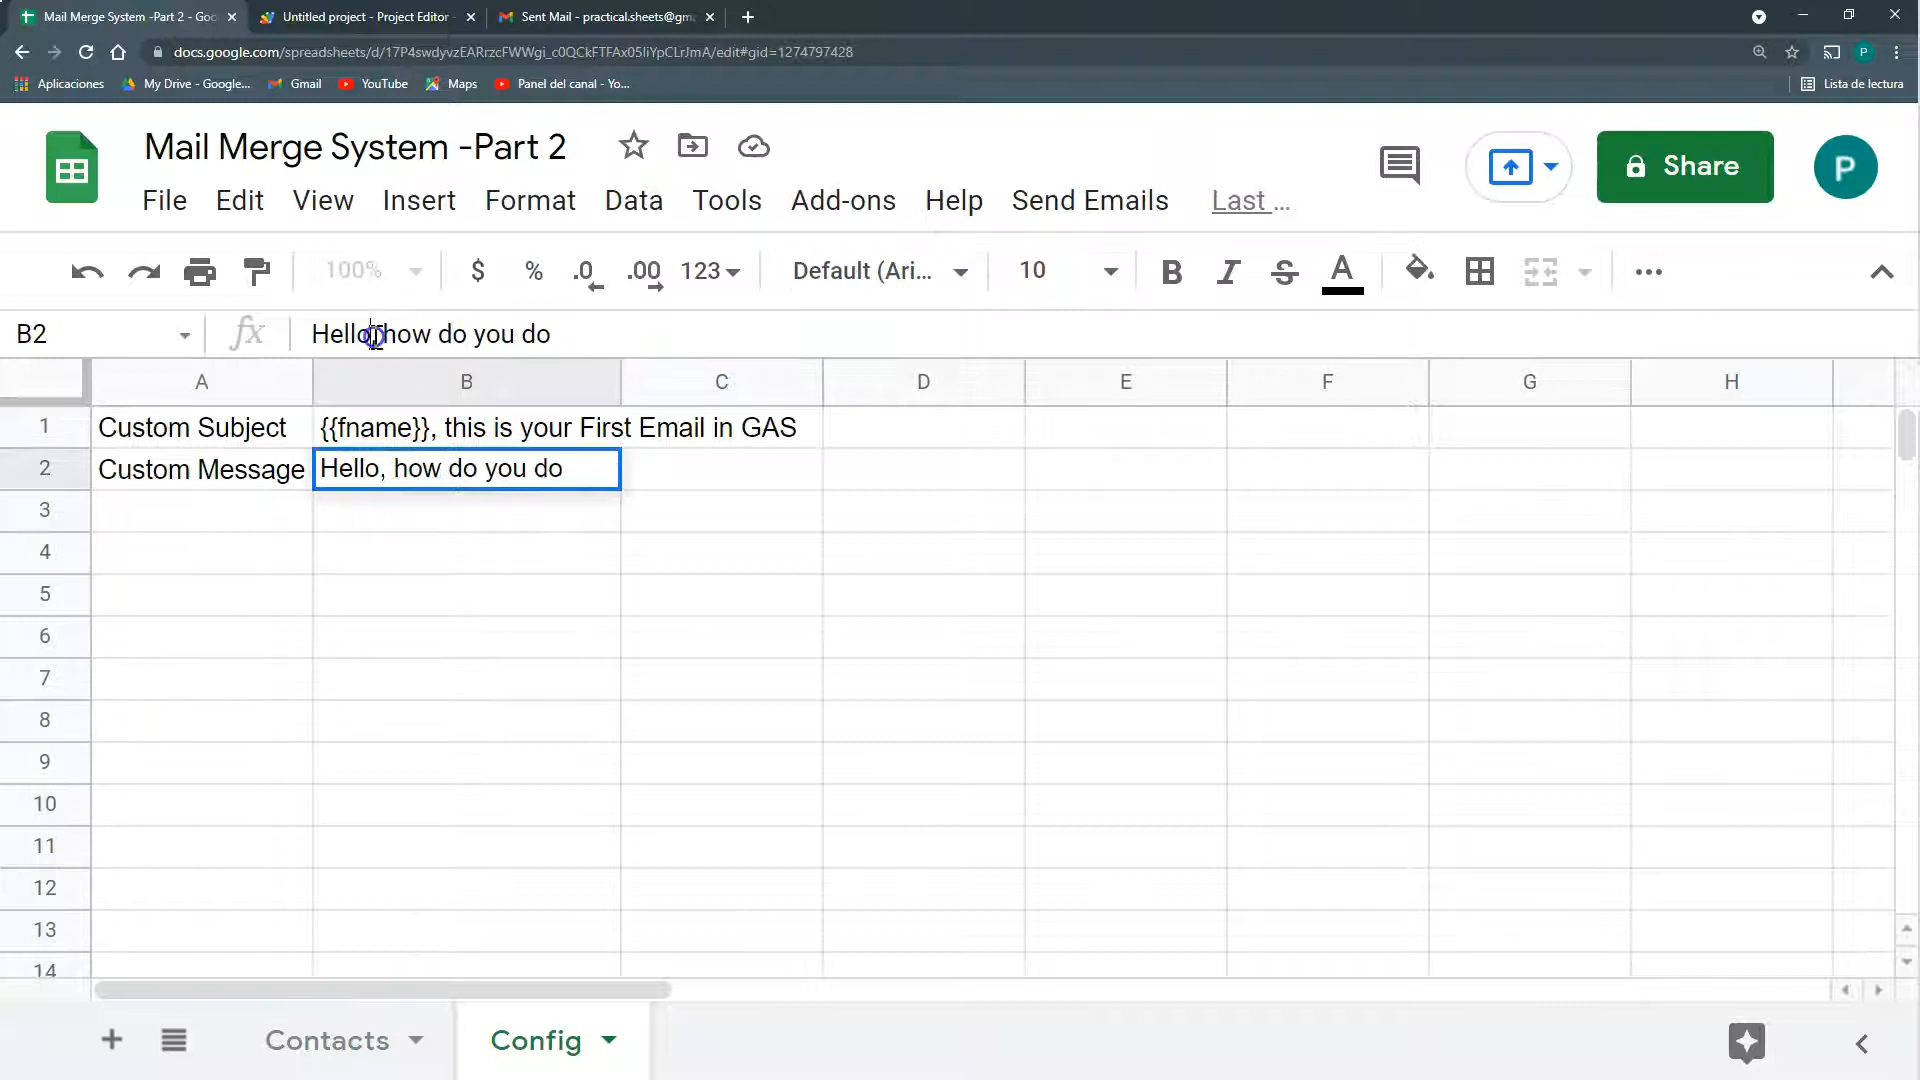 Mail Merge System -Part 2 - Goo
Untitled project - Project Editor -
Sent Mail - practical.sheets@gm
docs.google.com/spreadsheets/d/17P4swdyvzEARrzcFWWgi_c0QCkFTFAx05IiYpCLrJmA/edit#gid=1274797428
P
Aplicaciones
My Drive - Google...
Gmail
YouTube
Maps
Panel del canal - Yo...
Lista de lectura
Mail Merge System -Part 2
Share
P
File Edit View Insert Format Data Tools Add-ons Help Send Emails Last ...
100% $ % .0 .00 123 Default (Ari... 10 B I S A
B2 fx Hello, how do you do
A B C D E F G H
1 Custom Subject {{fname}}, this is your First Email in GAS
2 Custom Message Hello, how do you do
3
4
5
6
7
8
9
10
11
12
13
14
Contacts Config